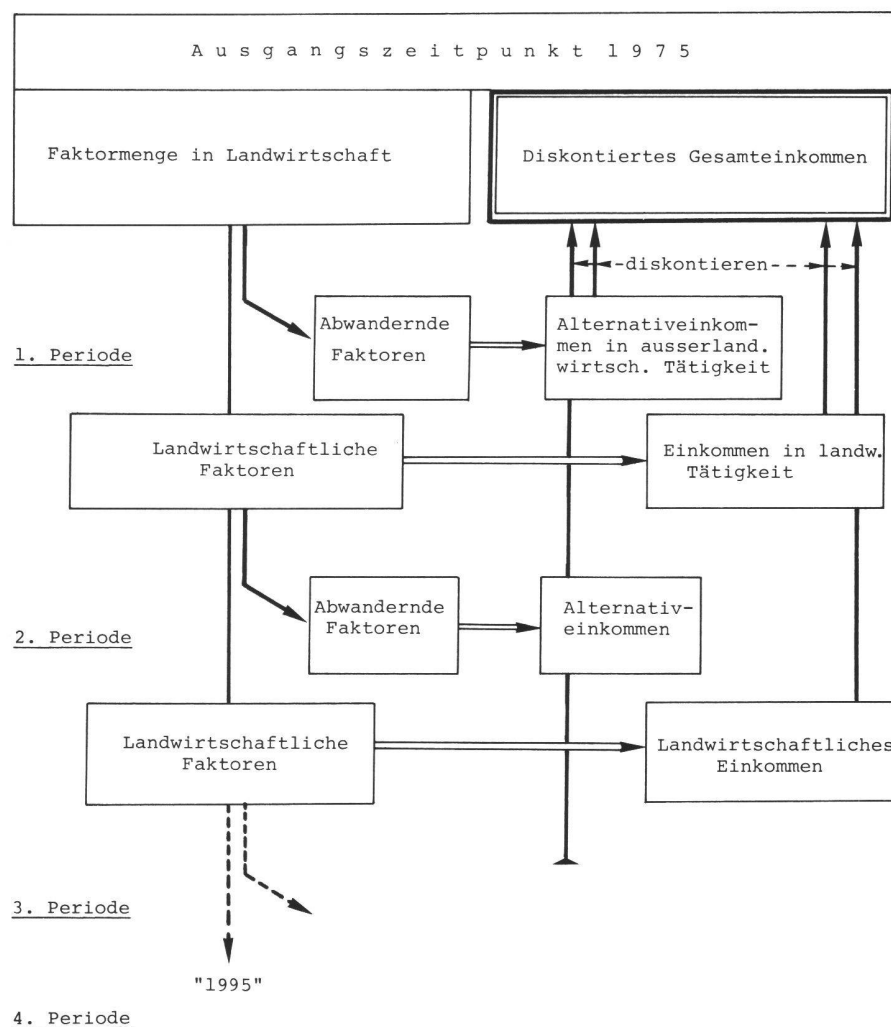 Ausgangszeitpunkt 1975
Faktormenge in Landwirtschaft
Diskontiertes Gesamteinkommen
diskontieren
Abwandernde
Faktoren
Alternativeinkom-
men in ausserland.
wirtsch. Tätigkeit
1. Periode
Landwirtschaftliche
Faktoren
Einkommen in landw.
Tätigkeit
Abwandernde
Faktoren
Alternativ-
einkommen
2. Periode
Landwirtschaftliche
Faktoren
Landwirtschaftliches
Einkommen
3. Periode
"1995"
4. Periode